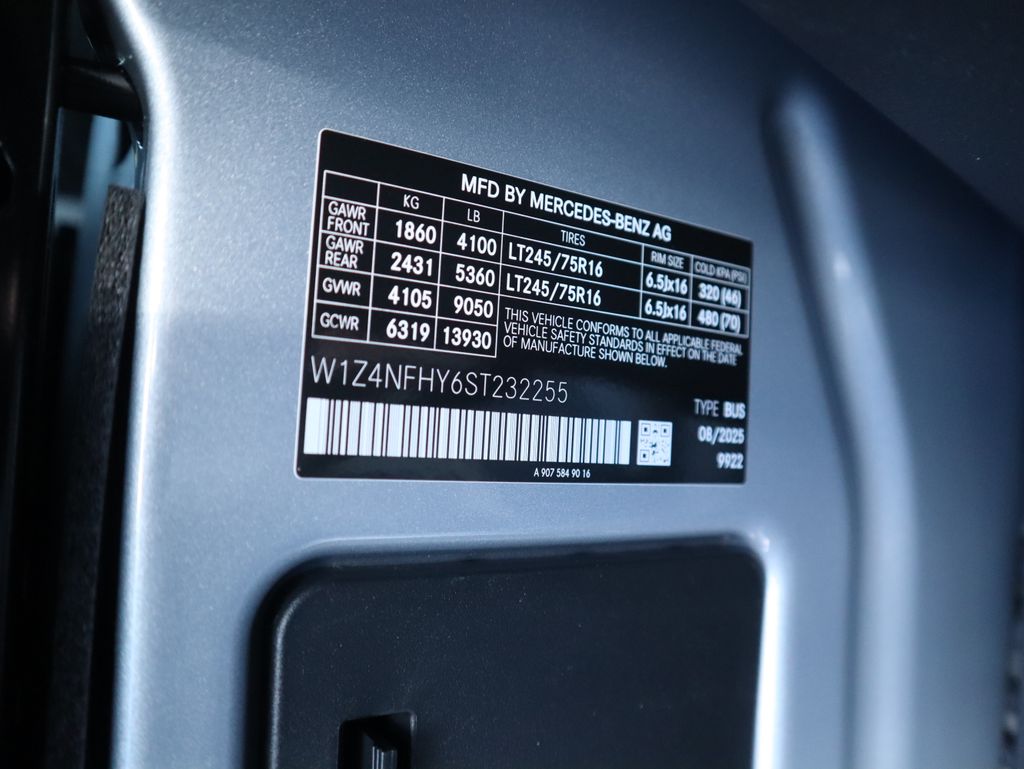 MFD BY MERCEDES-BENZ AG
KG LB TIRES RIM SIZE COLD KPA (PSI)
GAWR FRONT 1860 4100 LT245/75R16 6.5Jx16 320 (46)
GAWR REAR 2431 5360 LT245/75R16 6.5Jx16 480 (70)
GVWR 4105 9050
GCWR 6319 13930
THIS VEHICLE CONFORMS TO ALL APPLICABLE FEDERAL
VEHICLE SAFETY STANDARDS IN EFFECT ON THE DATE
OF MANUFACTURE SHOWN BELOW.
W1Z4NFHY6ST232255
TYPE BUS
08/2025
9922
A 907 584 90 16